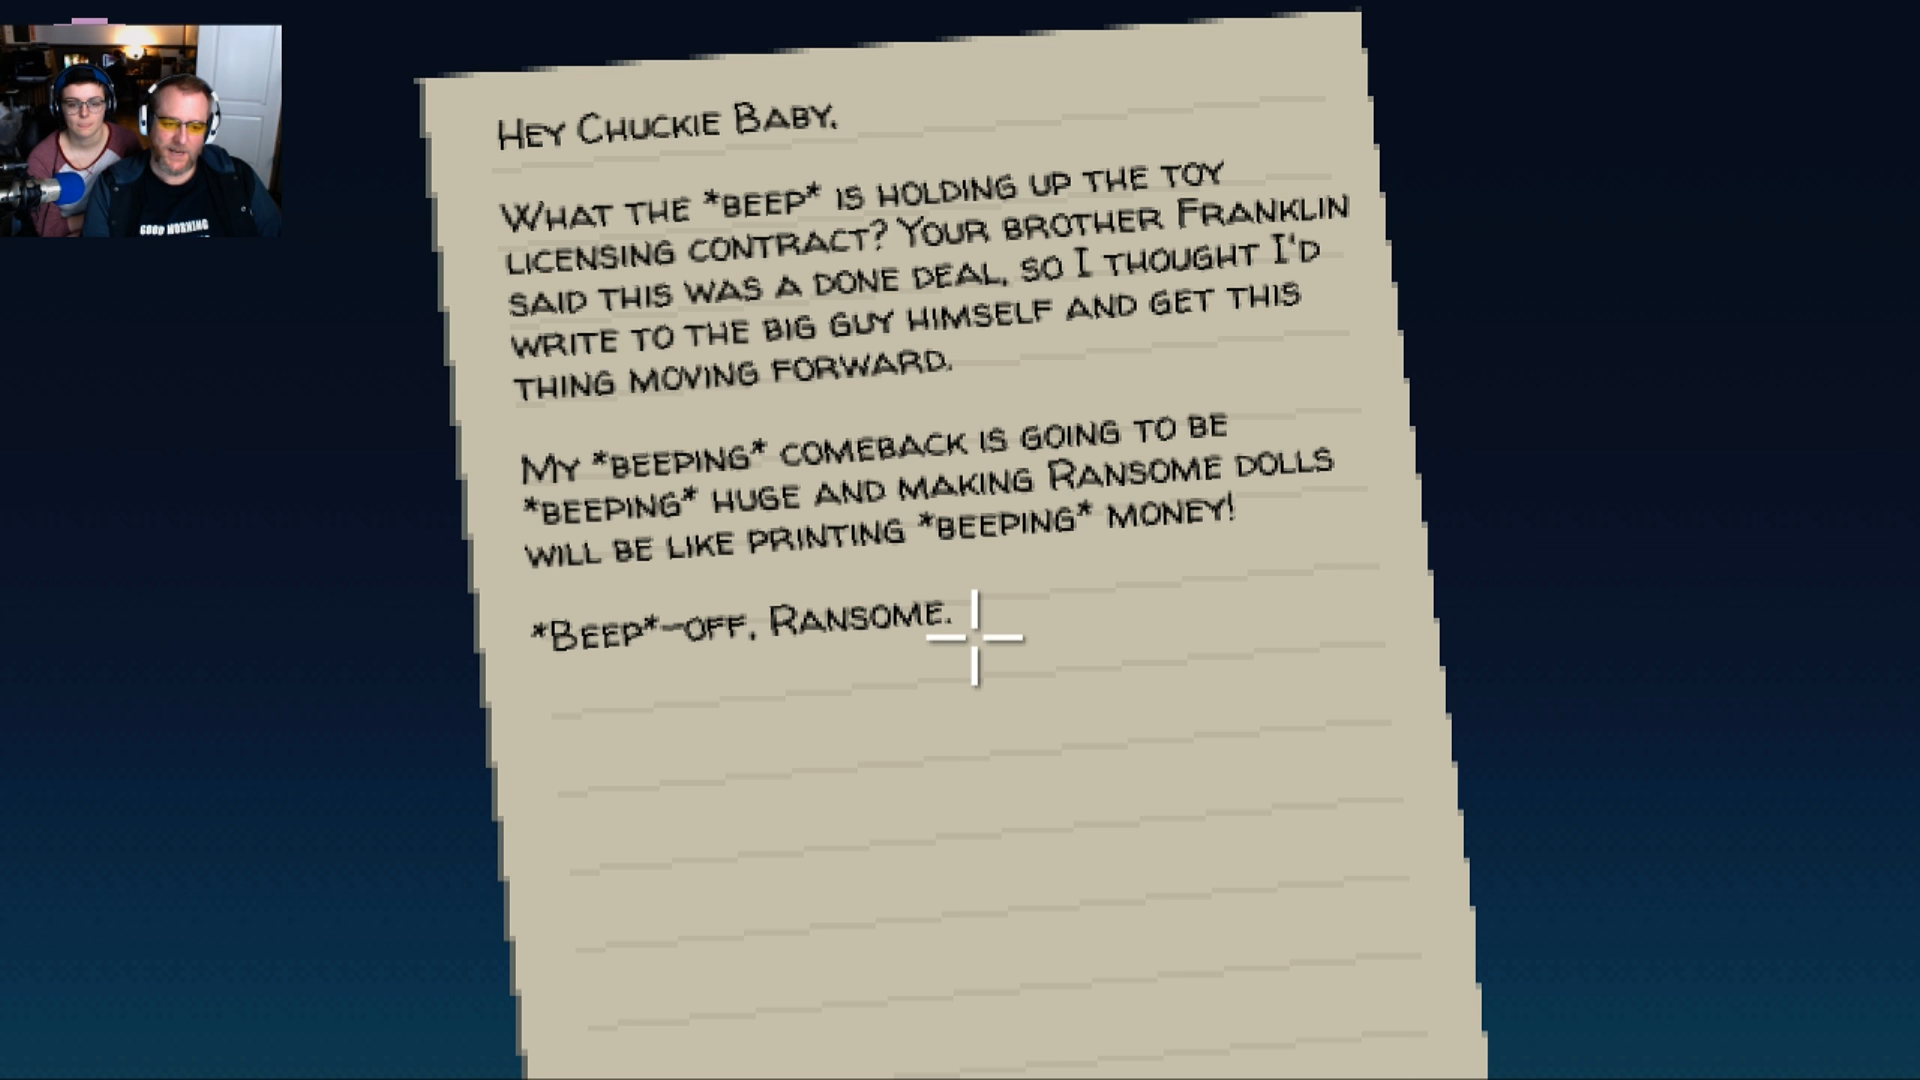 GOOD MORNING
Hey Chuckie Baby,
What the *beep* is holding up the toy
licensing contract? Your brother Franklin
said this was a done deal, so I thought I'd
write to the big guy himself and get this
thing moving forward.
My *beeping* comeback is going to be
*beeping* huge and making Ransome dolls
will be like printing *beeping* money!
*Beep*-off, Ransome.